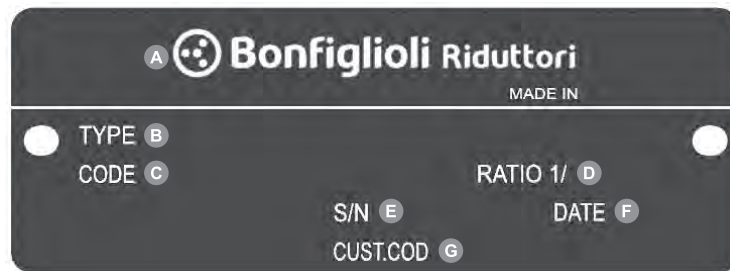 A Bonfiglioli Riduttori
MADE IN
TYPE B
CODE C RATIO 1/ D
S/N E DATE F
CUST.COD G